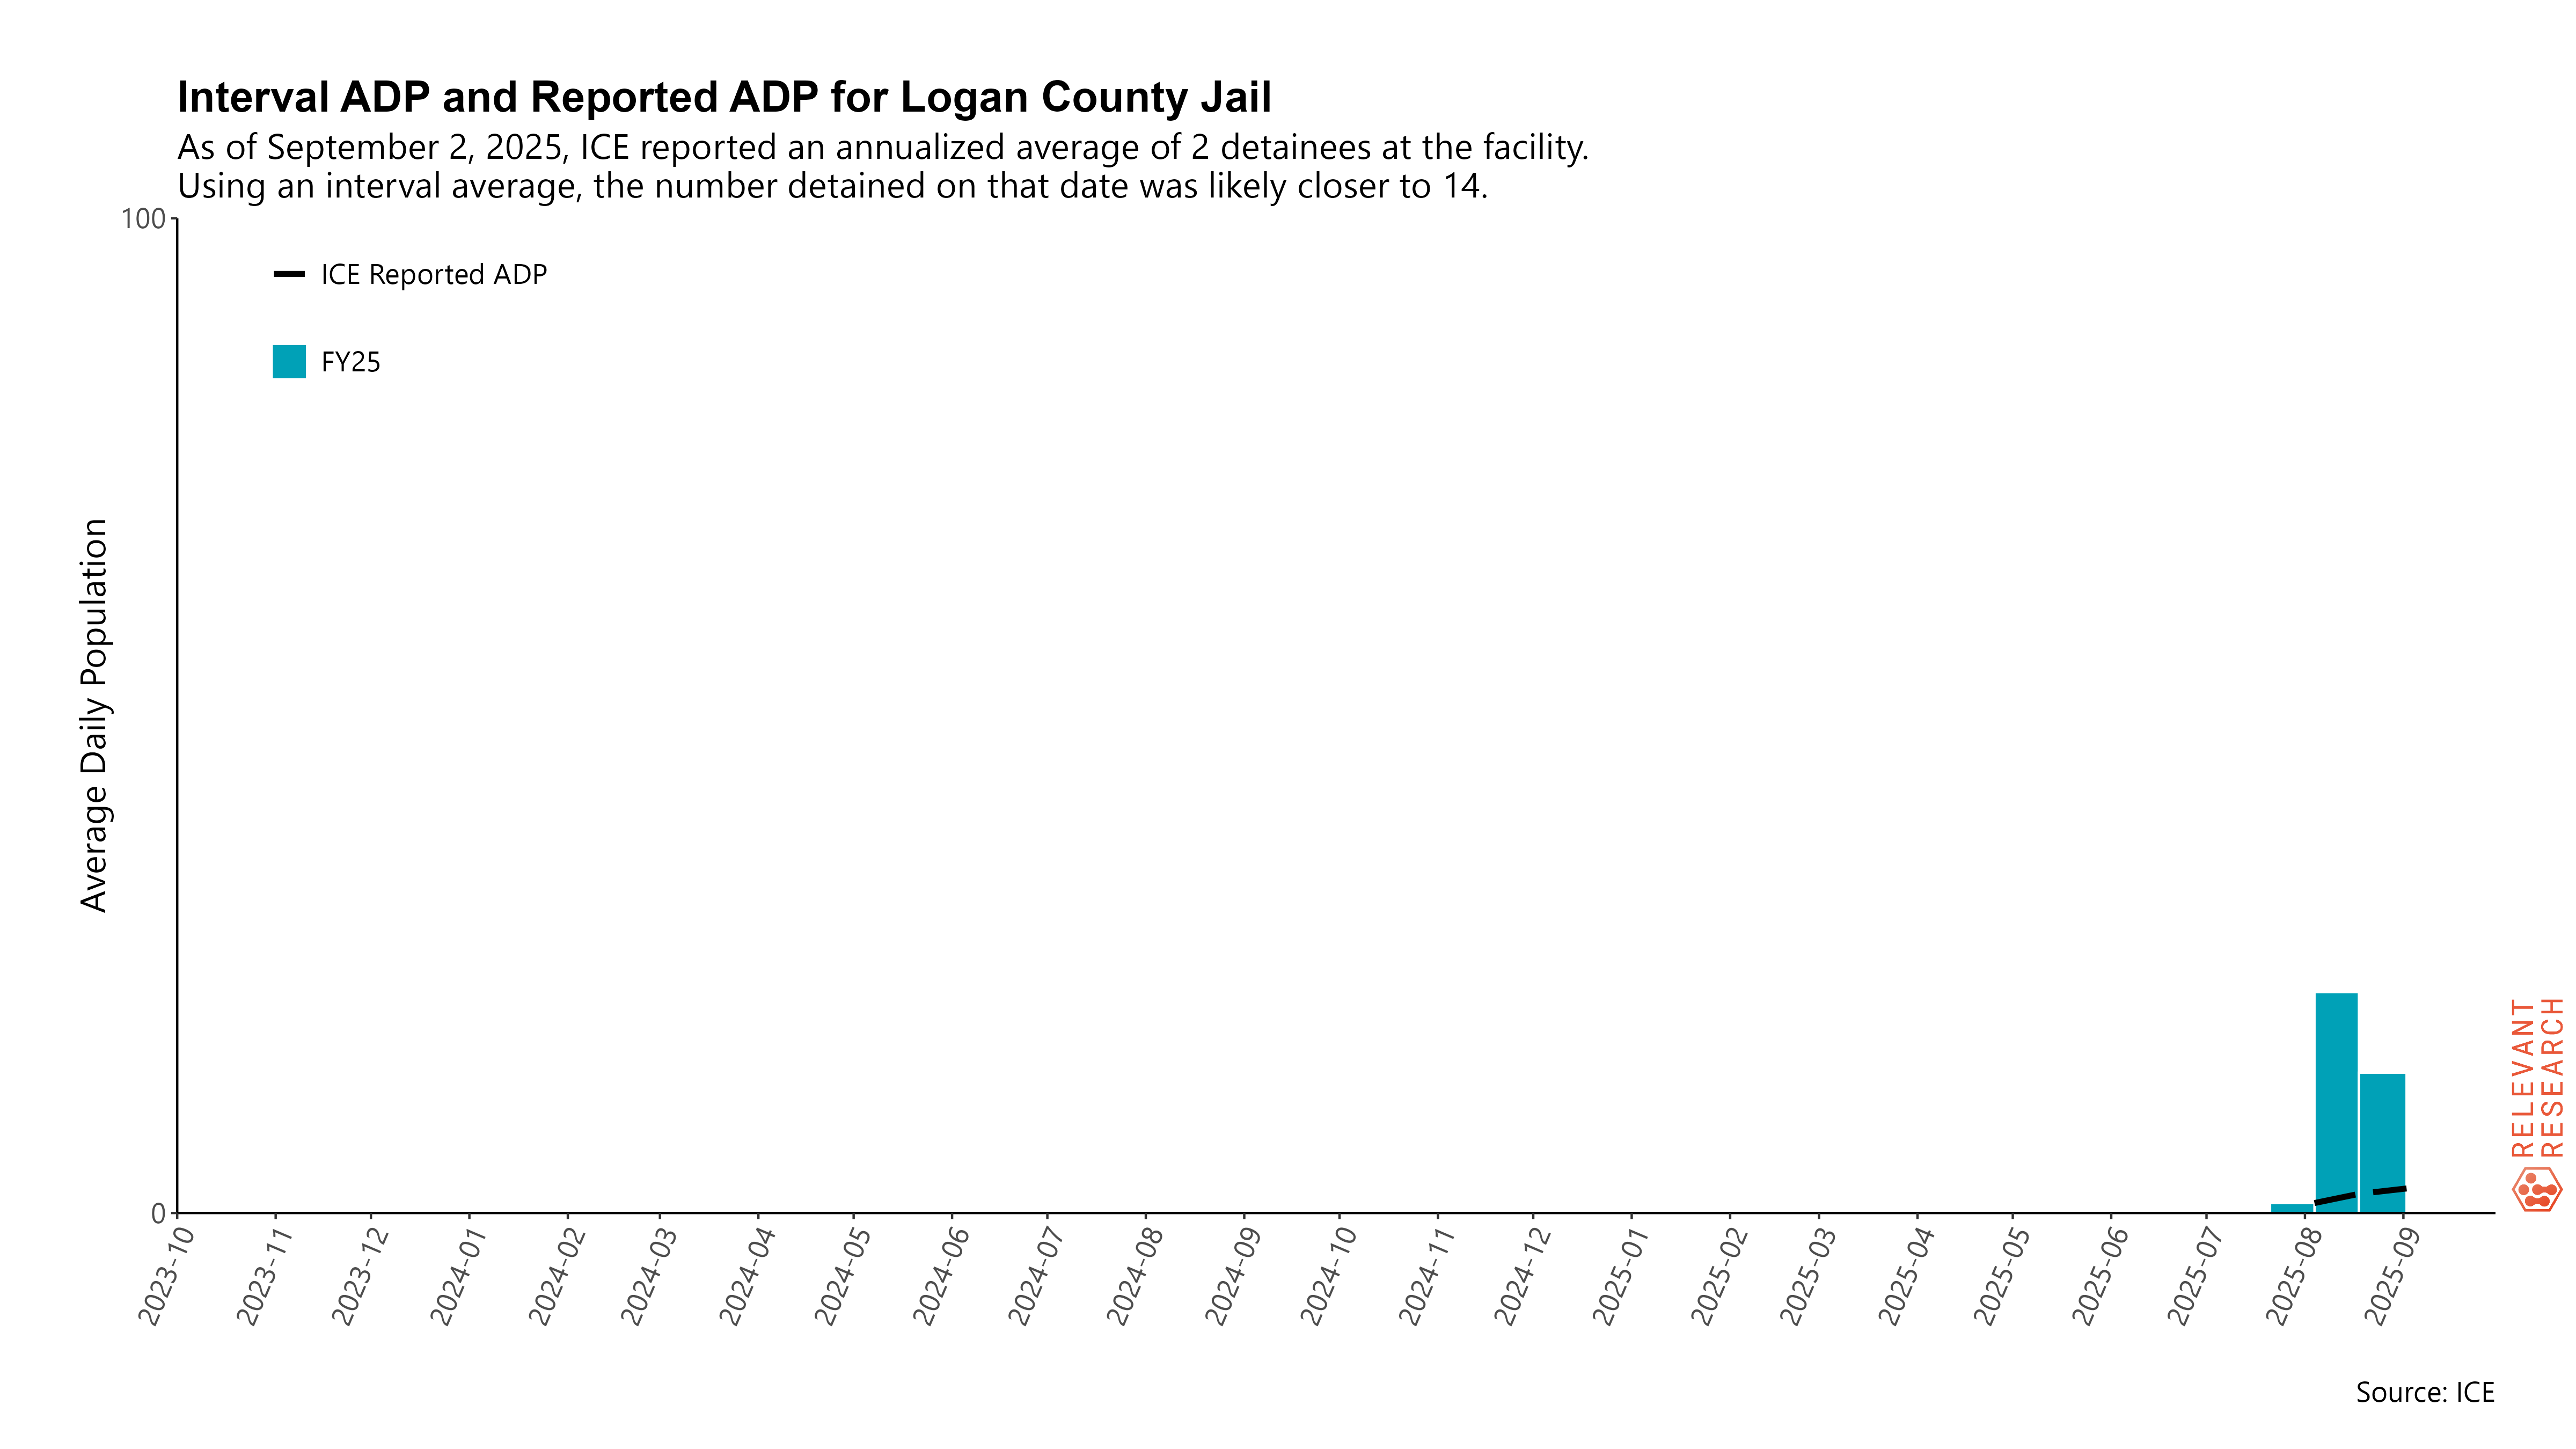 Interval ADP and Reported ADP for Logan County Jail
As of September 2, 2025, ICE reported an annualized average of 2 detainees at the facility.
Using an interval average, the number detained on that date was likely closer to 14.
100
ICE Reported ADP
FY25
Average Daily Population
0
2023-10
2023-11
2023-12
2024-01
2024-02
2024-03
2024-04
2024-05
2024-06
2024-07
2024-08
2024-09
2024-10
2024-11
2024-12
2025-01
2025-02
2025-03
2025-04
2025-05
2025-06
2025-07
2025-08
2025-09
RELEVANT
RESEARCH
Source: ICE